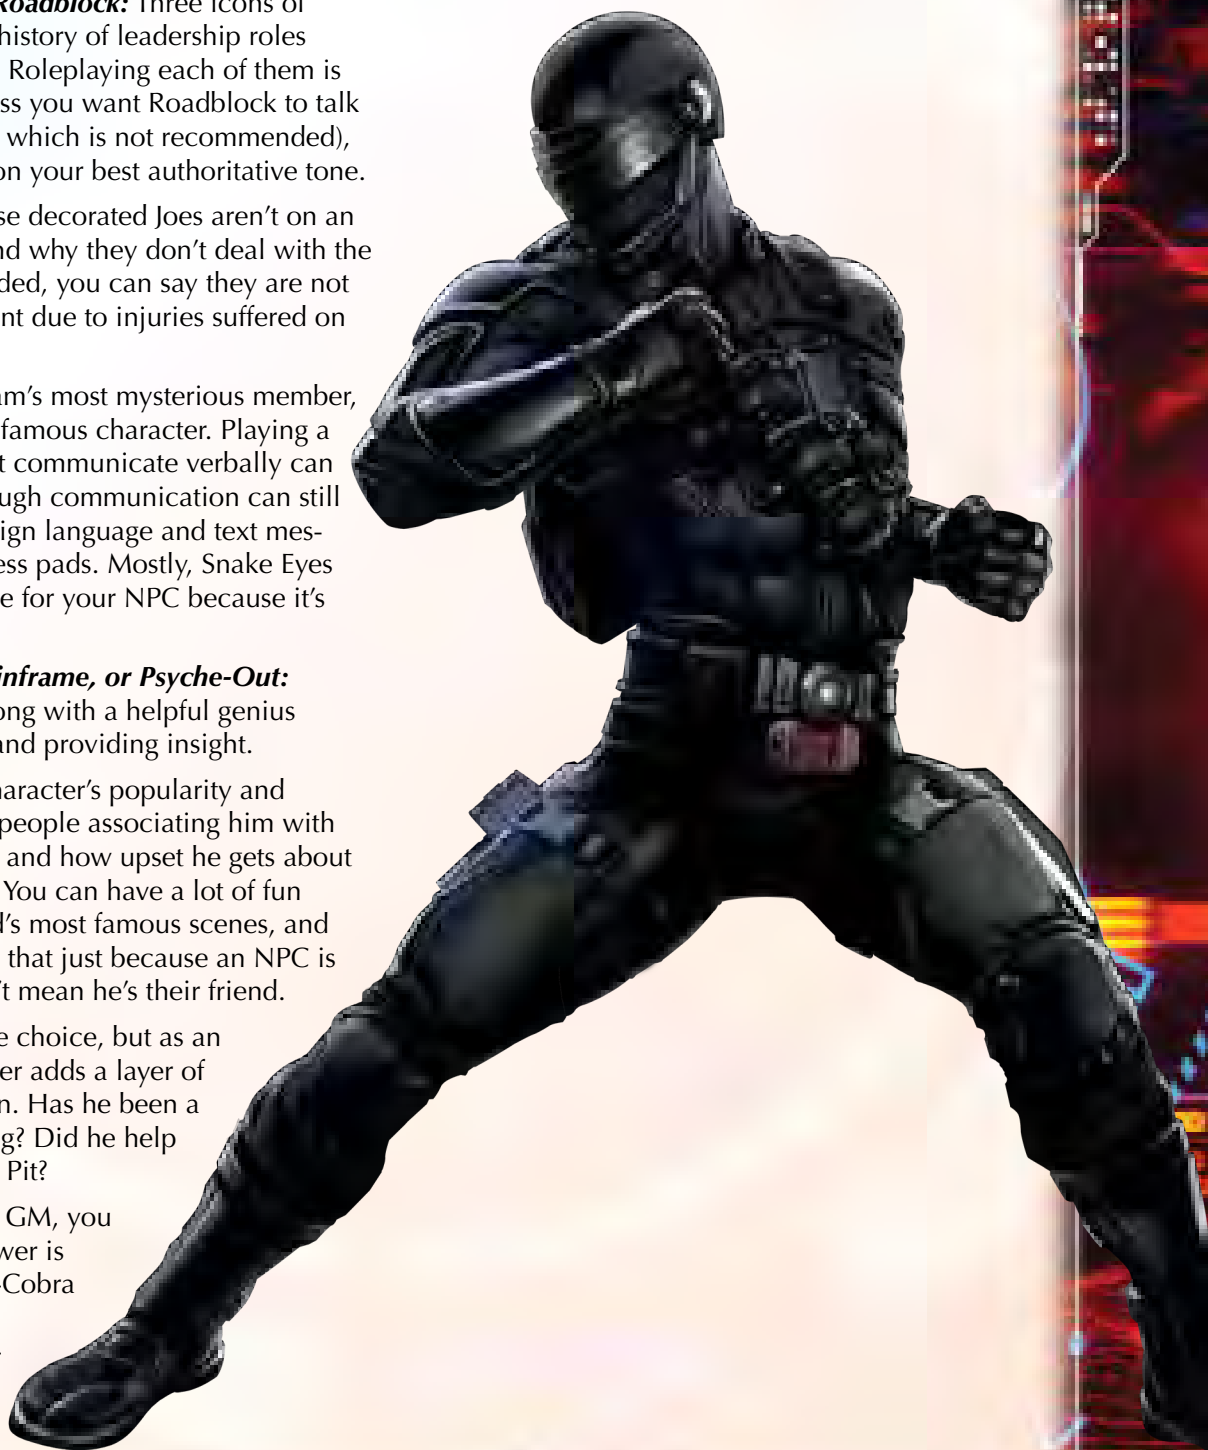 Roadblock: Three icons of
history of leadership roles
Roleplaying each of them is
ss you want Roadblock to talk
which is not recommended),
on your best authoritative tone.
se decorated Joes aren’t on an
nd why they don’t deal with the
ded, you can say they are not
nt due to injuries suffered on
am’s most mysterious member,
famous character. Playing a
t communicate verbally can
ugh communication can still
ign language and text mes-
ess pads. Mostly, Snake Eyes
e for your NPC because it’s
inframe, or Psyche-Out:
ong with a helpful genius
and providing insight.
haracter’s popularity and
people associating him with
and how upset he gets about
You can have a lot of fun
d’s most famous scenes, and
that just because an NPC is
’t mean he’s their friend.
e choice, but as an
er adds a layer of
n. Has he been a
g? Did he help
Pit?
GM, you
wer is
-Cobra